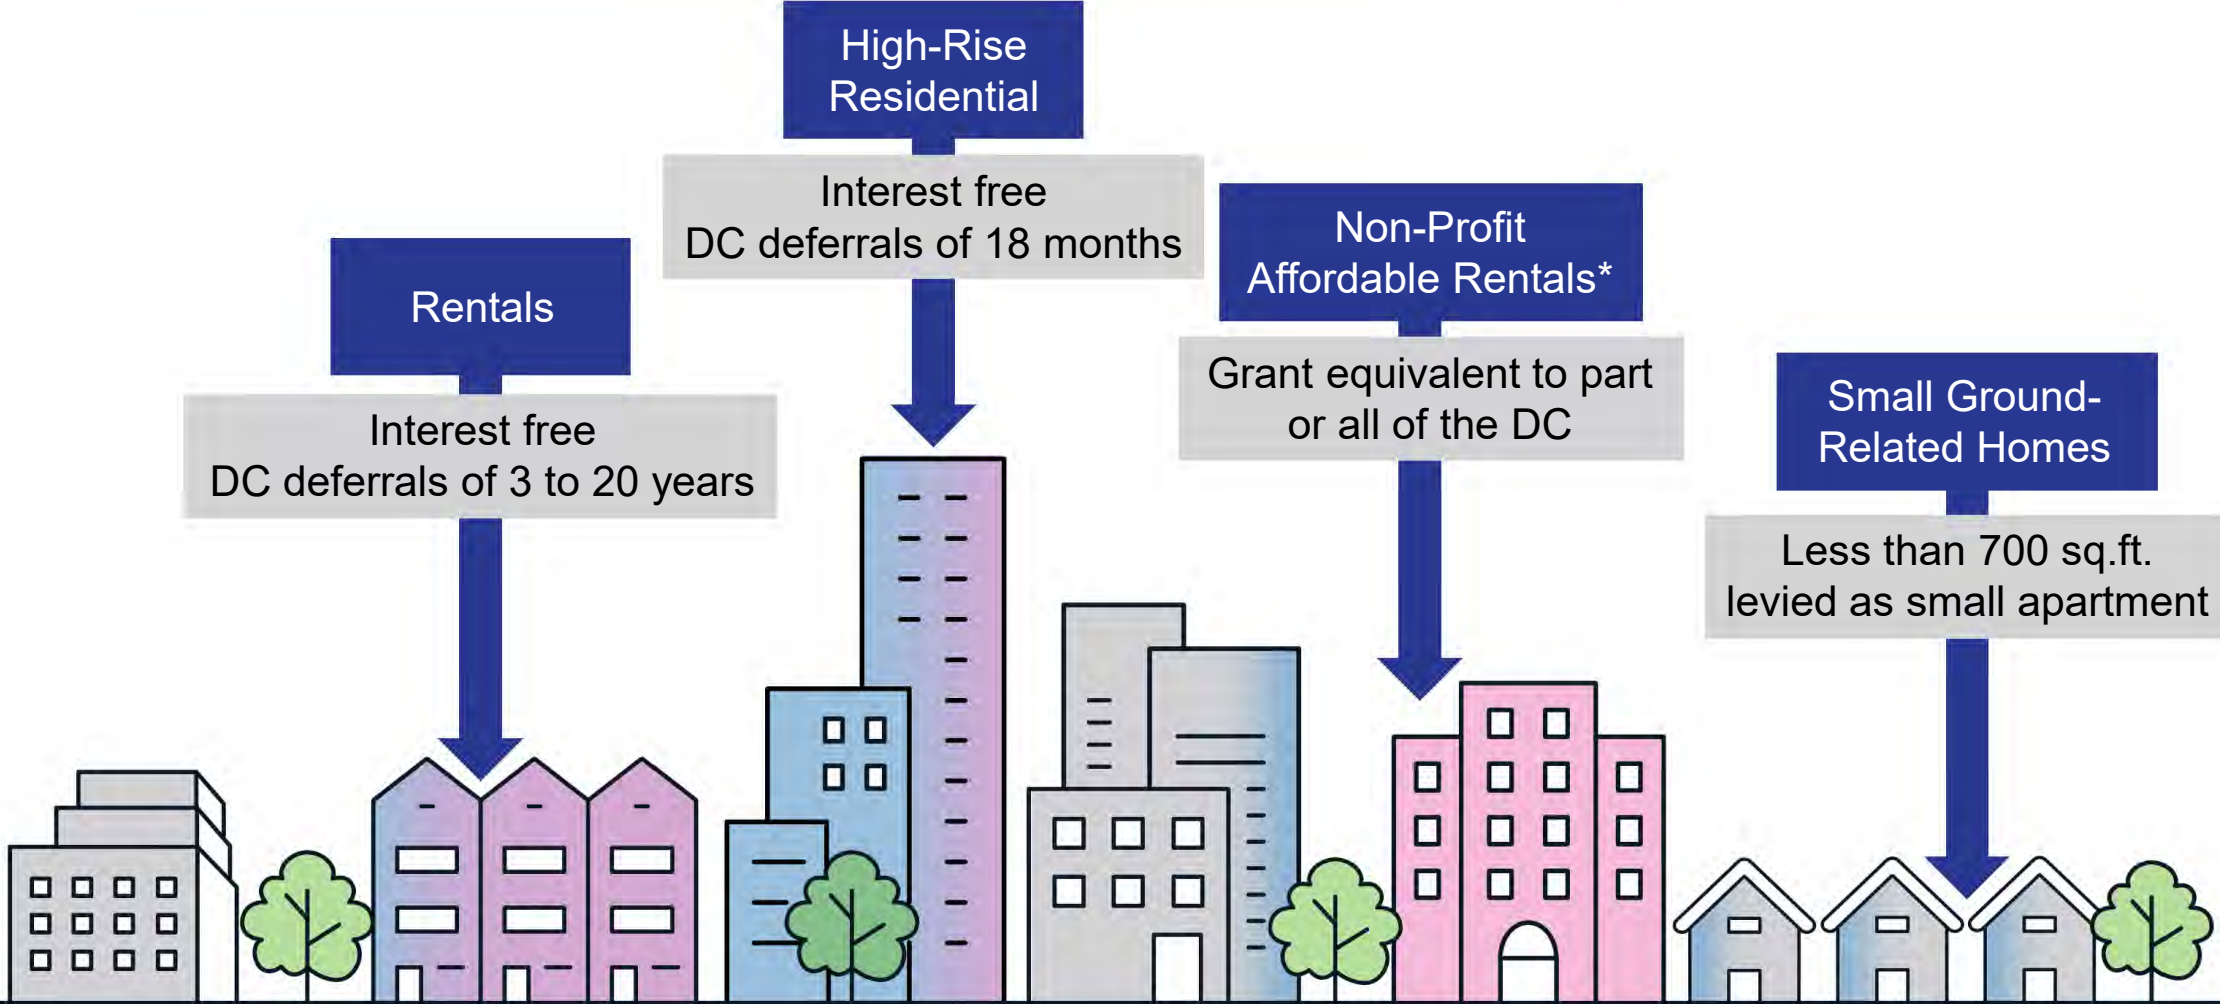 High-Rise
Residential
Interest free
DC deferrals of 18 months
Non-Profit
Affordable Rentals*
Grant equivalent to part
or all of the DC
Rentals
Interest free
DC deferrals of 3 to 20 years
Small Ground-
Related Homes
Less than 700 sq.ft.
levied as small apartment